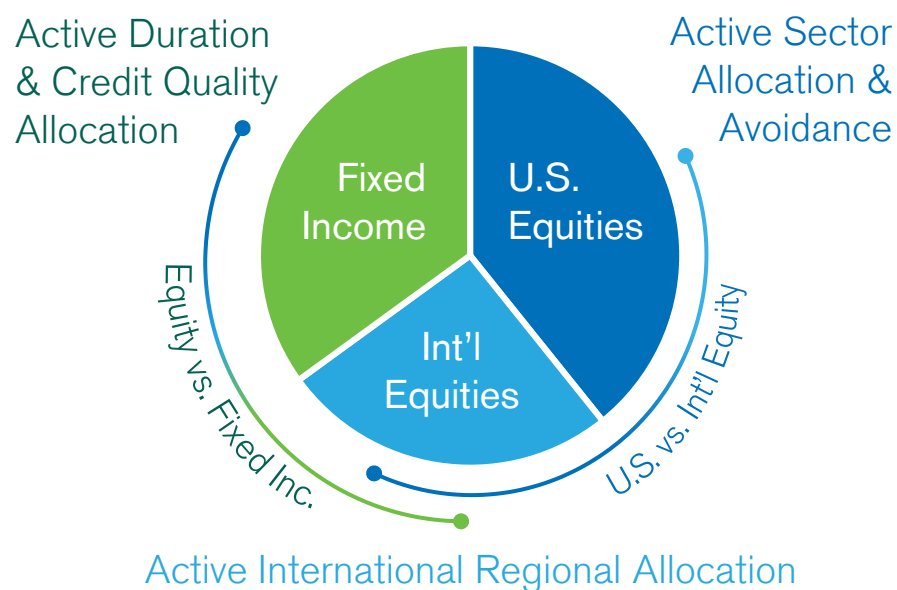 Active Duration
& Credit Quality
Allocation
Active Sector
Allocation &
Avoidance
Fixed
Income
U.S.
Equities
Int'l
Equities
Equity vs. Fixed Inc.
U.S. vs. Int'l Equity
Active International Regional Allocation